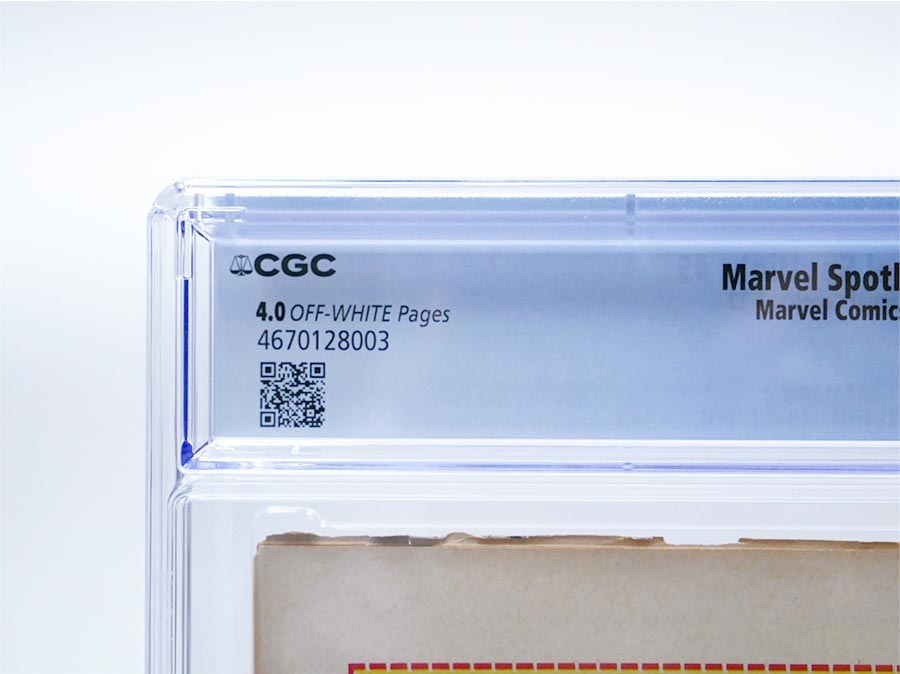 CGC
4.0 OFF-WHITE Pages
4670128003
Marvel Spotl
Marvel Comics